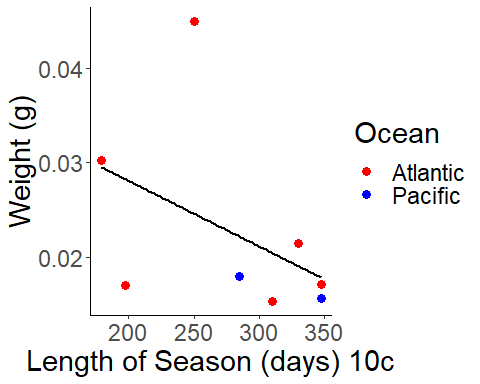 Weight (g)
0.04
0.03
0.02
200 250 300 350
Length of Season (days) 10c
Ocean
Atlantic
Pacific